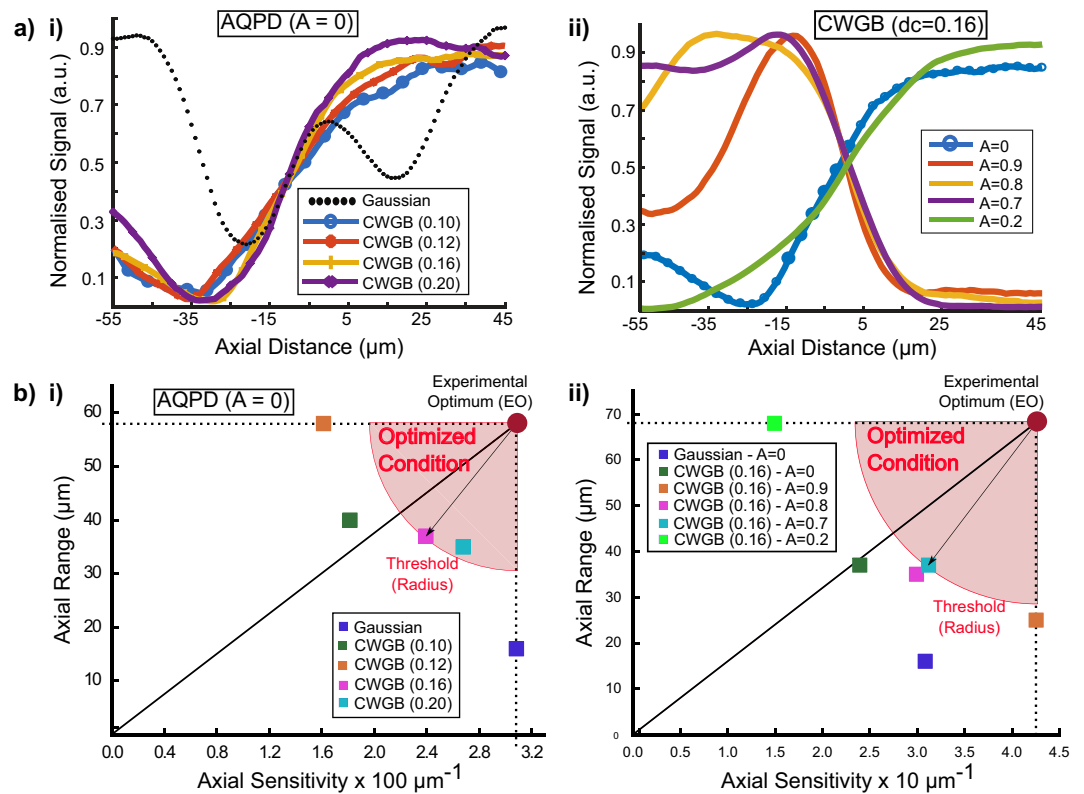 a) i)
AQPD (A = 0)
Normalised Signal (a.u.)
0.9
0.7
0.5
0.3
0.1
Gaussian
CWGB (0.10)
CWGB (0.12)
CWGB (0.16)
CWGB (0.20)
-55 -35 -15 5 25 45
Axial Distance (µm)
ii)
CWGB (dc=0.16)
Normalised Signal (a.u.)
0.9
0.7
0.5
0.3
0.1
A=0
A=0.9
A=0.8
A=0.7
A=0.2
-55 -35 -15 5 25 45
Axial Distance (µm)
b) i)
AQPD (A = 0)
Experimental
Optimum (EO)
Optimized
Condition
Threshold
(Radius)
Axial Range (µm)
60
50
40
30
20
10
Gaussian
CWGB (0.10)
CWGB (0.12)
CWGB (0.16)
CWGB (0.20)
0.0 0.4 0.8 1.2 1.6 2.0 2.4 2.8 3.2
Axial Sensitivity x 100 µm-1
ii)
Experimental
Optimum (EO)
Optimized
Condition
Threshold
(Radius)
Axial Range (µm)
70
60
50
40
30
20
10
0
Gaussian - A=0
CWGB (0.16) - A=0
CWGB (0.16) - A=0.9
CWGB (0.16) - A=0.8
CWGB (0.16) - A=0.7
CWGB (0.16) - A=0.2
0.0 0.5 1.0 1.5 2.0 2.5 3.0 3.5 4.0 4.5
Axial Sensitivity x 10 µm-1